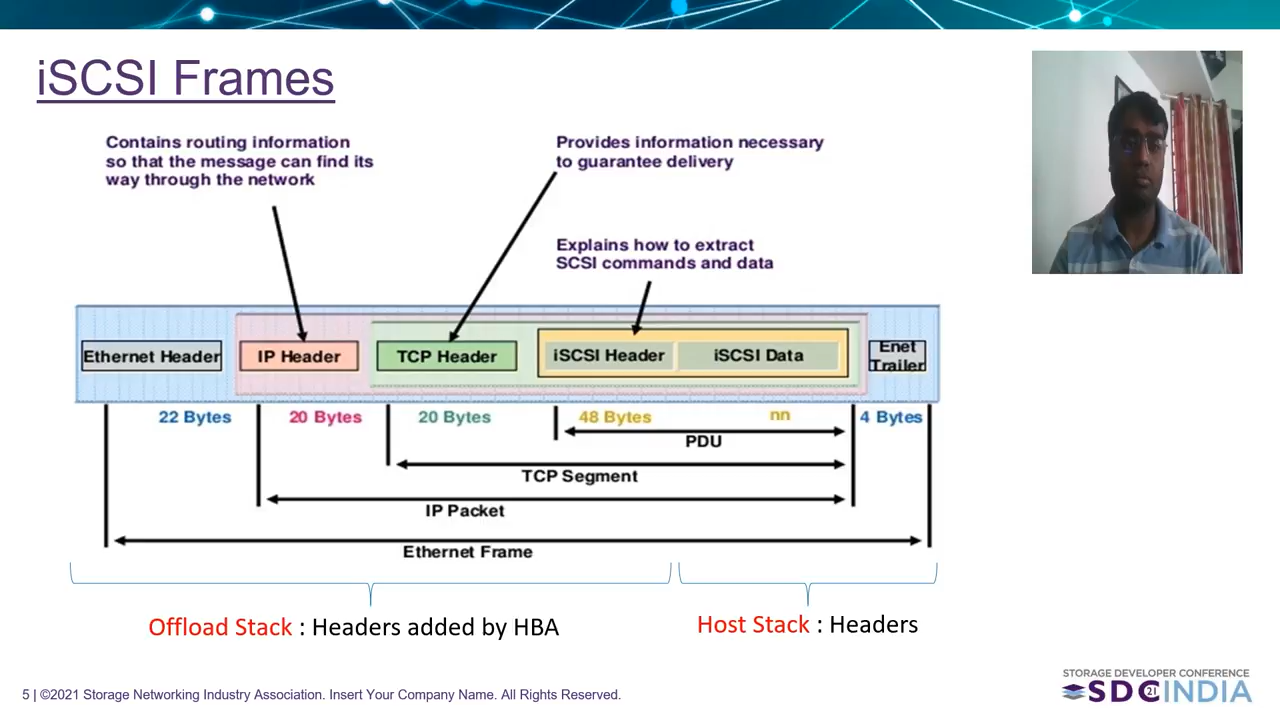 iSCSI Frames
Contains routing information
so that the message can find its
way through the network
Provides information necessary
to guarantee delivery
Explains how to extract
SCSI commands and data
Ethernet Header
IP Header
TCP Header
iSCSI Header
iSCSI Data
Enet
Trailer
22 Bytes
20 Bytes
20 Bytes
48 Bytes
nn
4 Bytes
PDU
TCP Segment
IP Packet
Ethernet Frame
Offload Stack : Headers added by HBA
Host Stack : Headers
5 | ©2021 Storage Networking Industry Association. Insert Your Company Name. All Rights Reserved.
STORAGE DEVELOPER CONFERENCE
SDC 21 INDIA